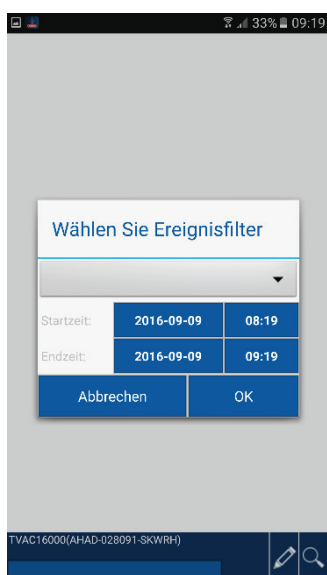 33% 09:19
Wählen Sie Ereignisfilter
Startzeit: 2016-09-09 08:19
Endzeit: 2016-09-09 09:19
Abbrechen OK
TVAC16000(AHAD-028091-SKWRH)